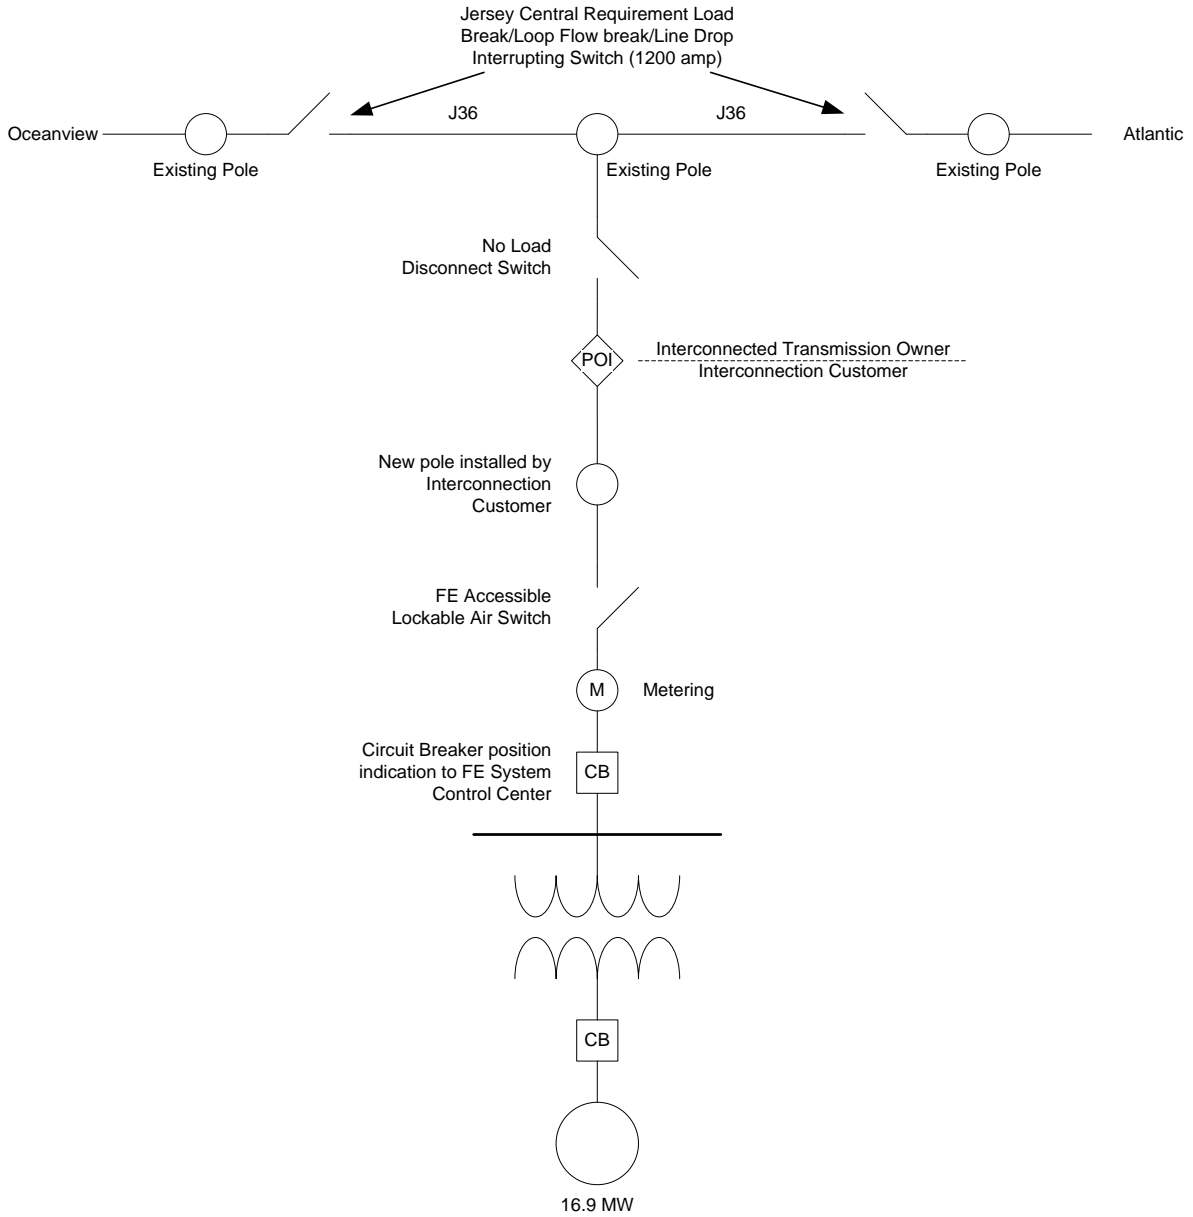 Jersey Central Requirement Load
Break/Loop Flow break/Line Drop
Interrupting Switch (1200 amp)
J36
J36
Oceanview
Atlantic
Existing Pole
Existing Pole
Existing Pole
No Load
Disconnect Switch
POI
Interconnected Transmission Owner
Interconnection Customer
New pole installed by
Interconnection
Customer
FE Accessible
Lockable Air Switch
M
Metering
Circuit Breaker position
indication to FE System
Control Center
CB
CB
16.9 MW